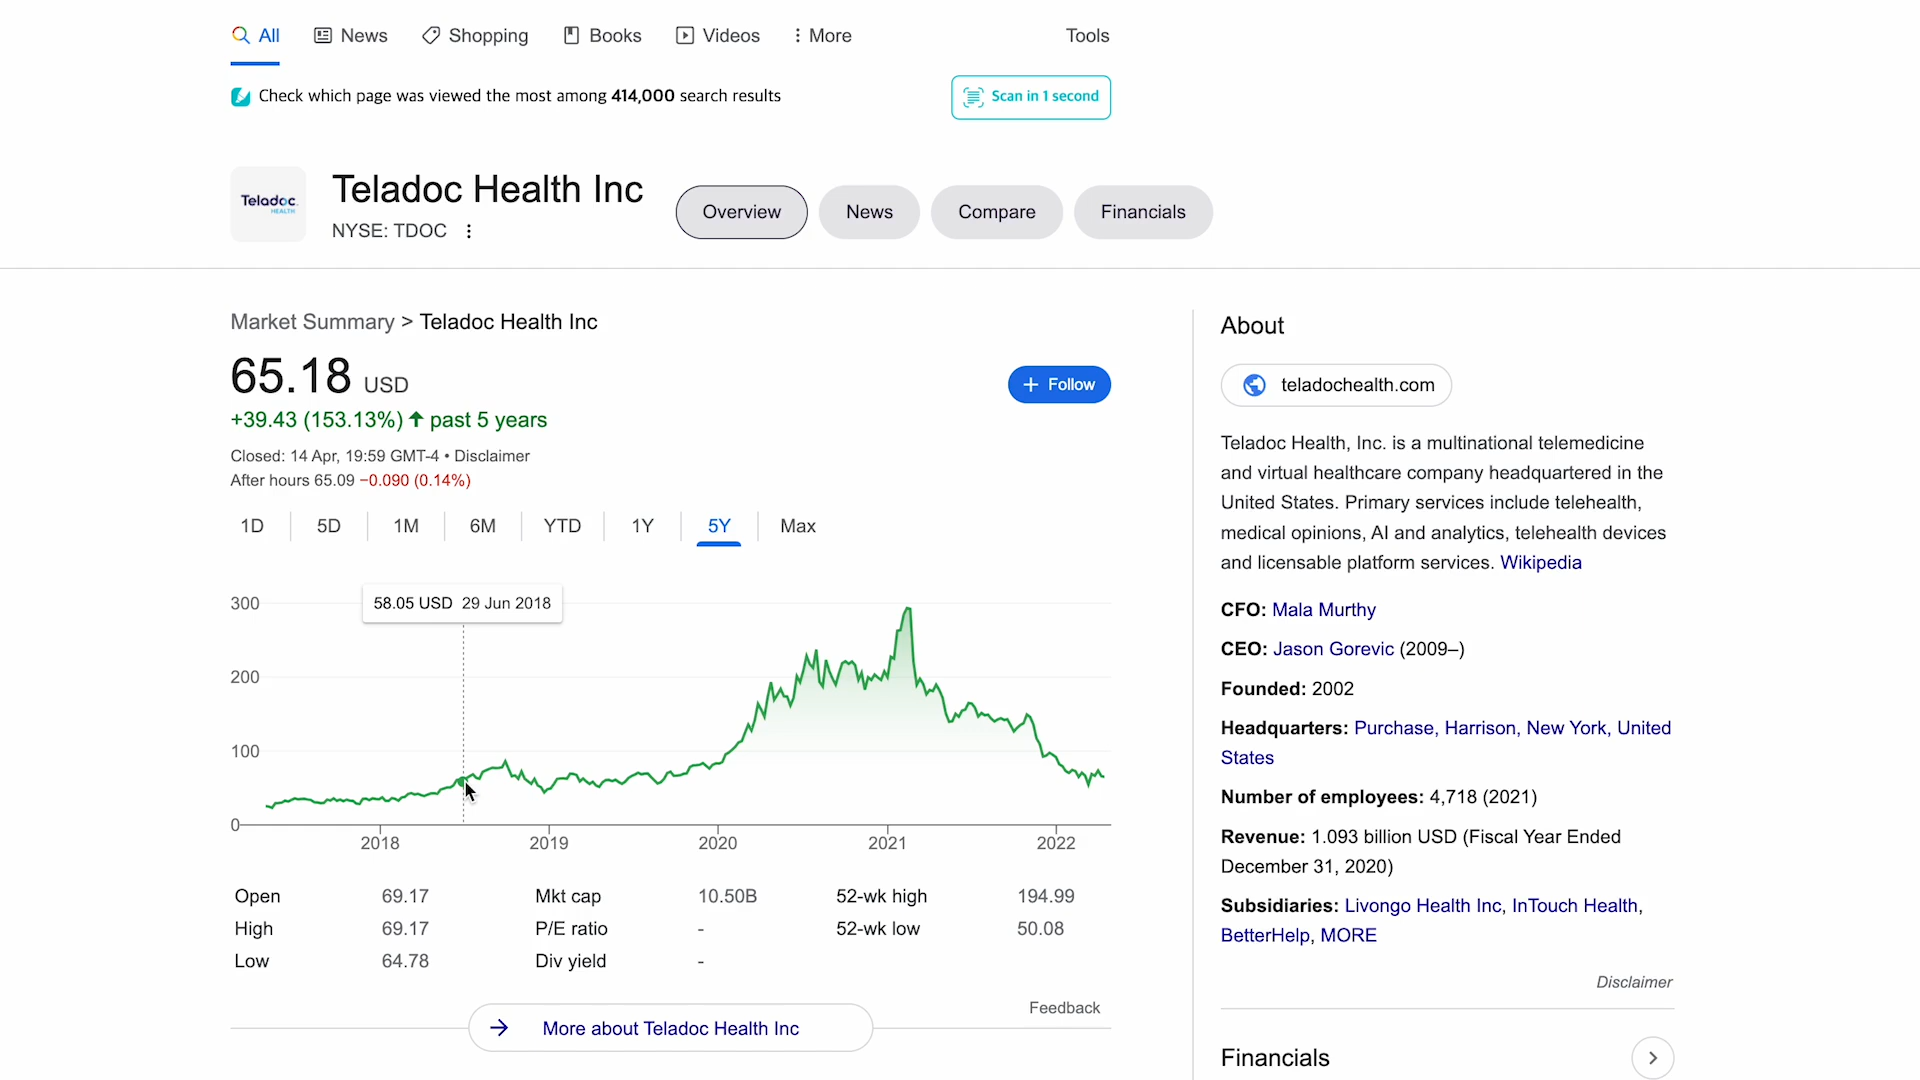 All
News
Shopping
Books
Videos
More
Tools
Check which page was viewed the most among 414,000 search results
Scan in 1 second
Teladoc HEALTH
Teladoc Health Inc
NYSE: TDOC
Overview
News
Compare
Financials
Market Summary > Teladoc Health Inc
65.18 USD
Follow
+39.43 (153.13%) past 5 years
Closed: 14 Apr, 19:59 GMT-4 • Disclaimer
After hours 65.09 −0.090 (0.14%)
1D
5D
1M
6M
YTD
1Y
5Y
Max
58.05 USD 29 Jun 2018
300
200
100
0
2018
2019
2020
2021
2022
Open 69.17 Mkt cap 10.50B 52-wk high 194.99
High 69.17 P/E ratio - 52-wk low 50.08
Low 64.78 Div yield -
Feedback
More about Teladoc Health Inc
About
teladochealth.com
Teladoc Health, Inc. is a multinational telemedicine
and virtual healthcare company headquartered in the
United States. Primary services include telehealth,
medical opinions, AI and analytics, telehealth devices
and licensable platform services. Wikipedia
CFO: Mala Murthy
CEO: Jason Gorevic (2009–)
Founded: 2002
Headquarters: Purchase, Harrison, New York, United
States
Number of employees: 4,718 (2021)
Revenue: 1.093 billion USD (Fiscal Year Ended
December 31, 2020)
Subsidiaries: Livongo Health Inc, InTouch Health,
BetterHelp, MORE
Disclaimer
Financials